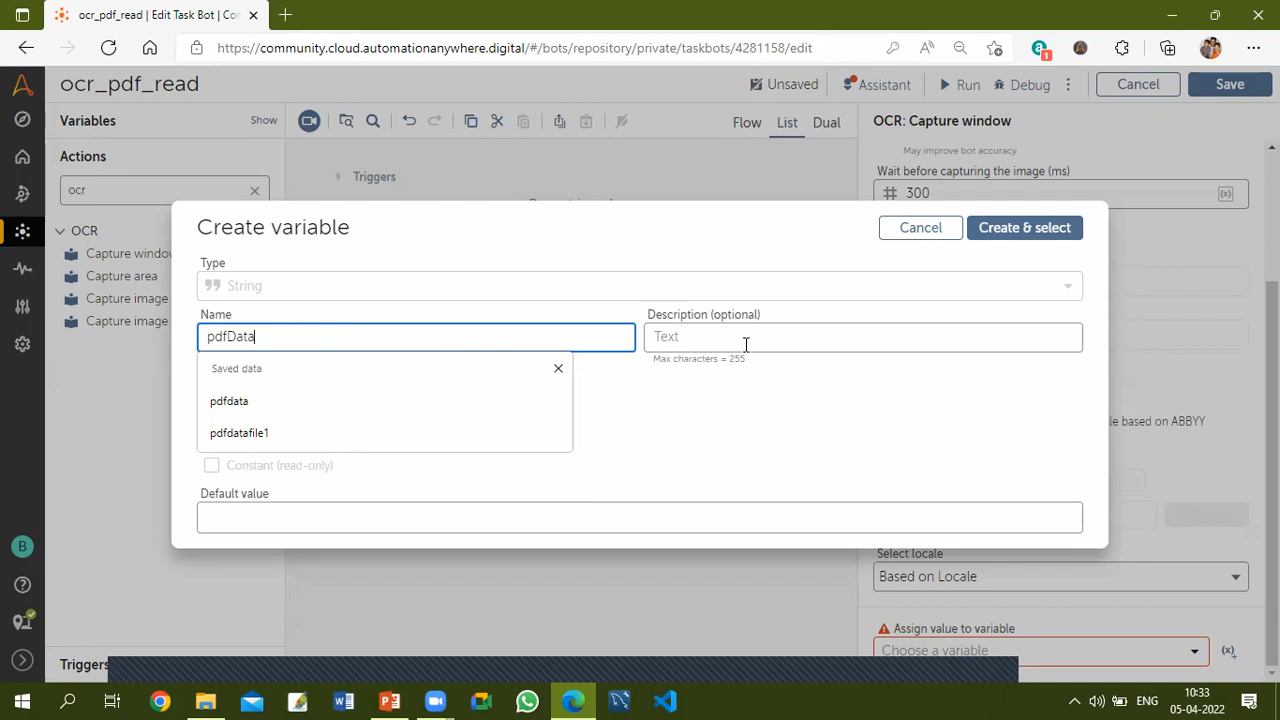 ocr_pdf_read | Edit Task Bot | Co
https://community.cloud.automationanywhere.digital/#/bots/repository/private/taskbots/4281158/edit
1
ocr_pdf_read
Unsaved
Assistant
Run
Debug
Cancel
Save
Variables
Show
Flow
List
Dual
OCR: Capture window
Actions
May improve bot accuracy
Wait before capturing the image (ms)
300
ocr
Triggers
OCR
Capture windo
Capture area
Capture image
Capture image
Create variable
Cancel
Create & select
Type
String
Name
Description (optional)
pdfData
Text
Max characters = 255
Saved data
pdfdata
pdfdatafile1
Constant (read-only)
Default value
le based on ABBYY
Select locale
Based on Locale
Assign value to variable
Choose a variable
Triggers
B
ENG
10:33
05-04-2022